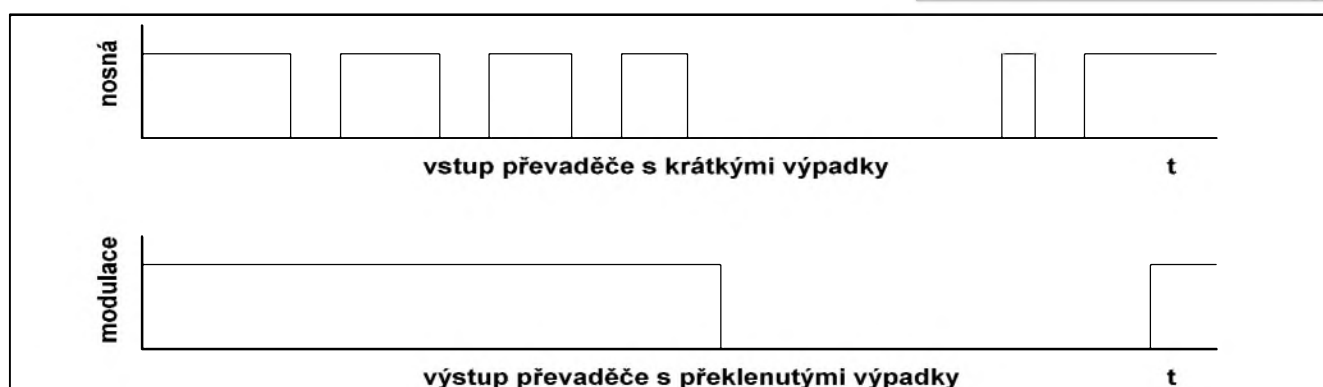 nosná
vstup převaděče s krátkými výpadky
t
modulace
výstup převaděče s překlenutými výpadky
t